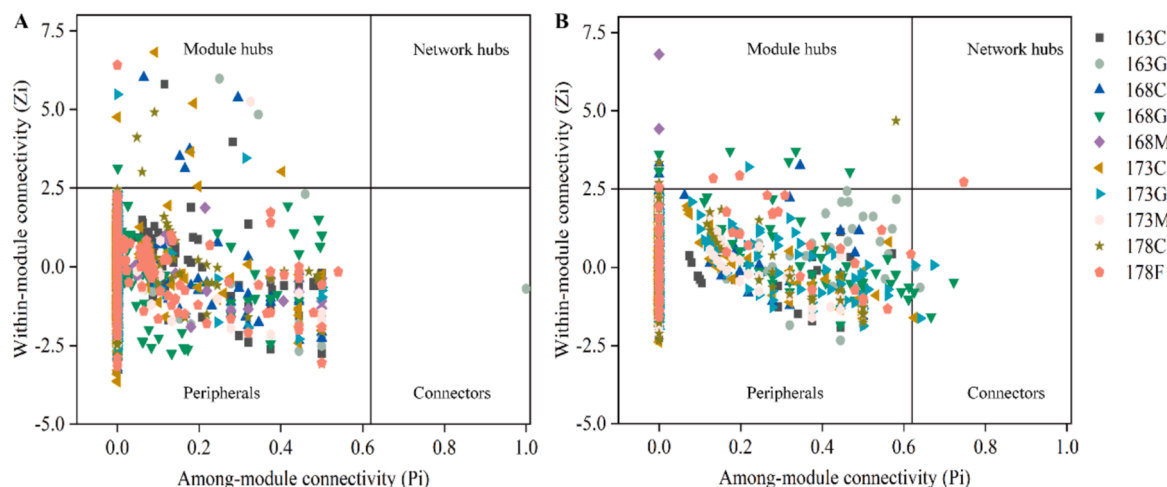 A
7.5
5.0
2.5
0.0
-2.5
-5.0
Within-module connectivity (Zi)
Module hubs
Network hubs
2.5
Peripherals
Connectors
0.0
0.2
0.4
0.6
0.8
1.0
Among-module connectivity (Pi)
B
7.5
5.0
2.5
0.0
-2.5
-5.0
Within-module connectivity (Zi)
Module hubs
Network hubs
Peripherals
Connectors
0.0
0.2
0.4
0.6
0.8
1.0
Among-module connectivity (Pi)
163C
163G
168C
168G
168M
173C
173G
173M
178C
178F